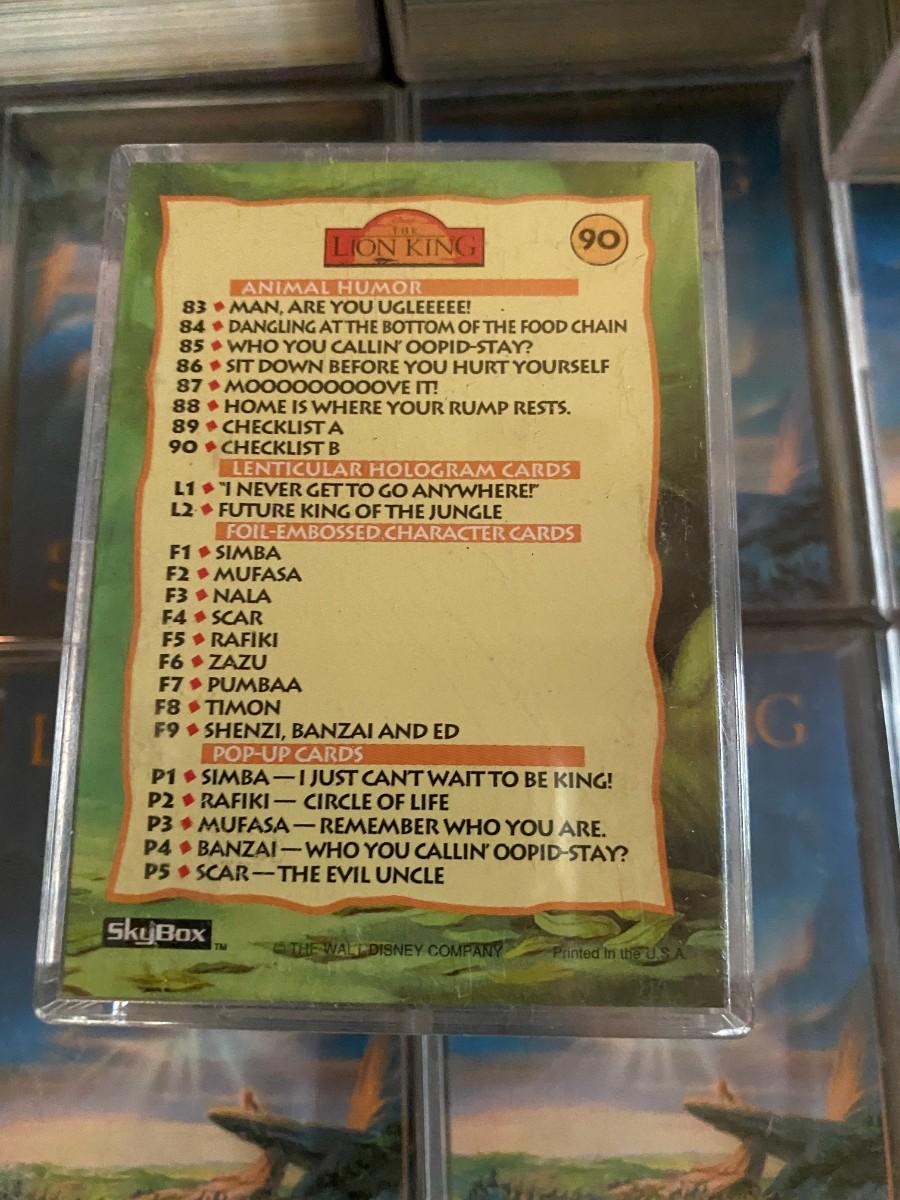 THE
LION KING
90
ANIMAL HUMOR
83 ♦ MAN, ARE YOU UGLEEEEE!
84 ♦ DANGLING AT THE BOTTOM OF THE FOOD CHAIN
85 ♦ WHO YOU CALLIN' OOPID-STAY?
86 ♦ SIT DOWN BEFORE YOU HURT YOURSELF
87 ♦ MOOOOOOOOOVE IT!
88 ♦ HOME IS WHERE YOUR RUMP RESTS.
89 ♦ CHECKLIST A
90 ♦ CHECKLIST B
LENTICULAR HOLOGRAM CARDS
L1 ♦ "I NEVER GET TO GO ANYWHERE!"
L2 ♦ FUTURE KING OF THE JUNGLE
FOIL-EMBOSSED CHARACTER CARDS
F1 ♦ SIMBA
F2 ♦ MUFASA
F3 ♦ NALA
F4 ♦ SCAR
F5 ♦ RAFIKI
F6 ♦ ZAZU
F7 ♦ PUMBAA
F8 ♦ TIMON
F9 ♦ SHENZI, BANZAI AND ED
POP-UP CARDS
P1 ♦ SIMBA — I JUST CAN'T WAIT TO BE KING!
P2 ♦ RAFIKI — CIRCLE OF LIFE
P3 ♦ MUFASA — REMEMBER WHO YOU ARE.
P4 ♦ BANZAI — WHO YOU CALLIN' OOPID-STAY?
P5 ♦ SCAR — THE EVIL UNCLE
SkyBox™
© THE WALT DISNEY COMPANY
Printed in the U.S.A.